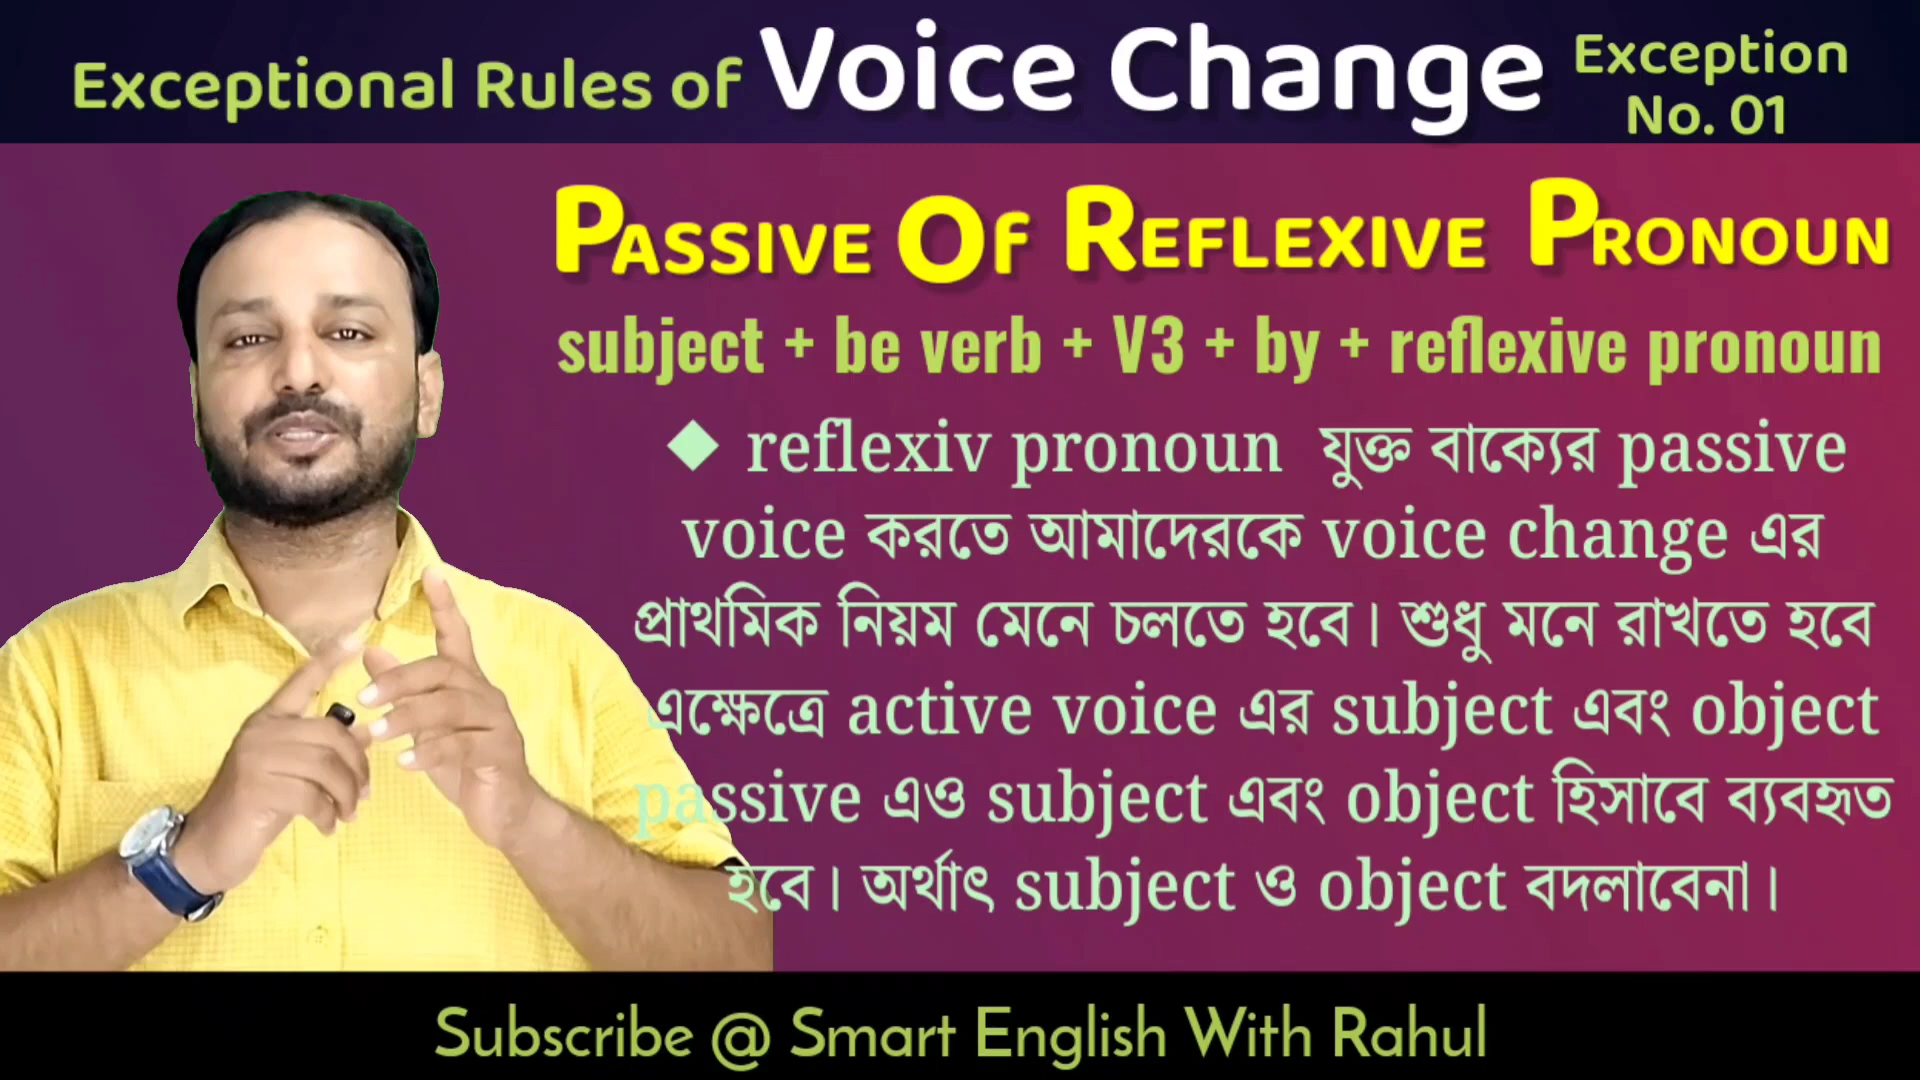 Exceptional Rules of Voice Change Exception
No. 01
PASSIVE OF REFLEXIVE PRONOUN
subject + be verb + V3 + by + reflexive pronoun
◆ reflexiv pronoun যুক্ত বাক্যের passive
voice করতে আমাদেরকে voice change এর
প্রাথমিক নিয়ম মেনে চলতে হবে। শুধু মনে রাখতে হবে
এক্ষেত্রে active voice এর subject এবং object
passive এও subject এবং object হিসাবে ব্যবহৃত
হবে। অর্থাৎ subject ও object বদলাবেনা।
Subscribe @ Smart English With Rahul